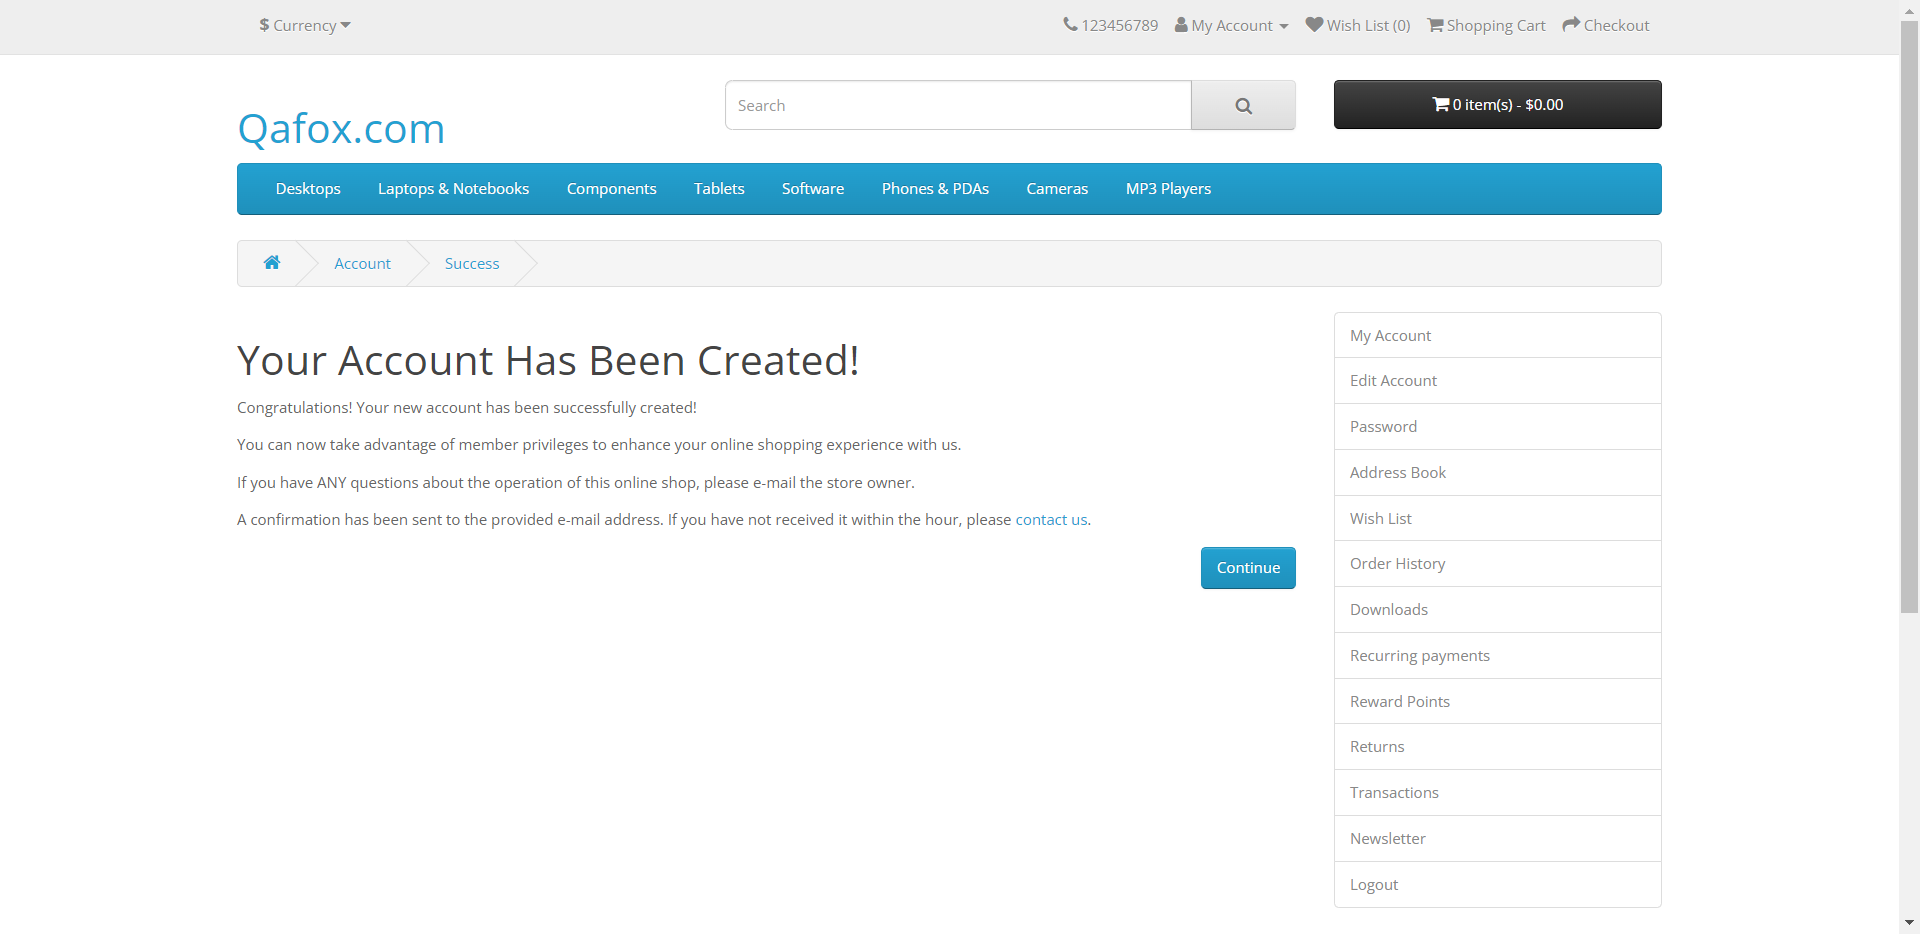 $ Currency
123456789 My Account Wish List (0) Shopping Cart Checkout
Qafox.com
Search
0 item(s) - $0.00
Desktops Laptops & Notebooks Components Tablets Software Phones & PDAs Cameras MP3 Players
Account Success
Your Account Has Been Created!
Congratulations! Your new account has been successfully created!
You can now take advantage of member privileges to enhance your online shopping experience with us.
If you have ANY questions about the operation of this online shop, please e-mail the store owner.
A confirmation has been sent to the provided e-mail address. If you have not received it within the hour, please contact us.
Continue
My Account
Edit Account
Password
Address Book
Wish List
Order History
Downloads
Recurring payments
Reward Points
Returns
Transactions
Newsletter
Logout